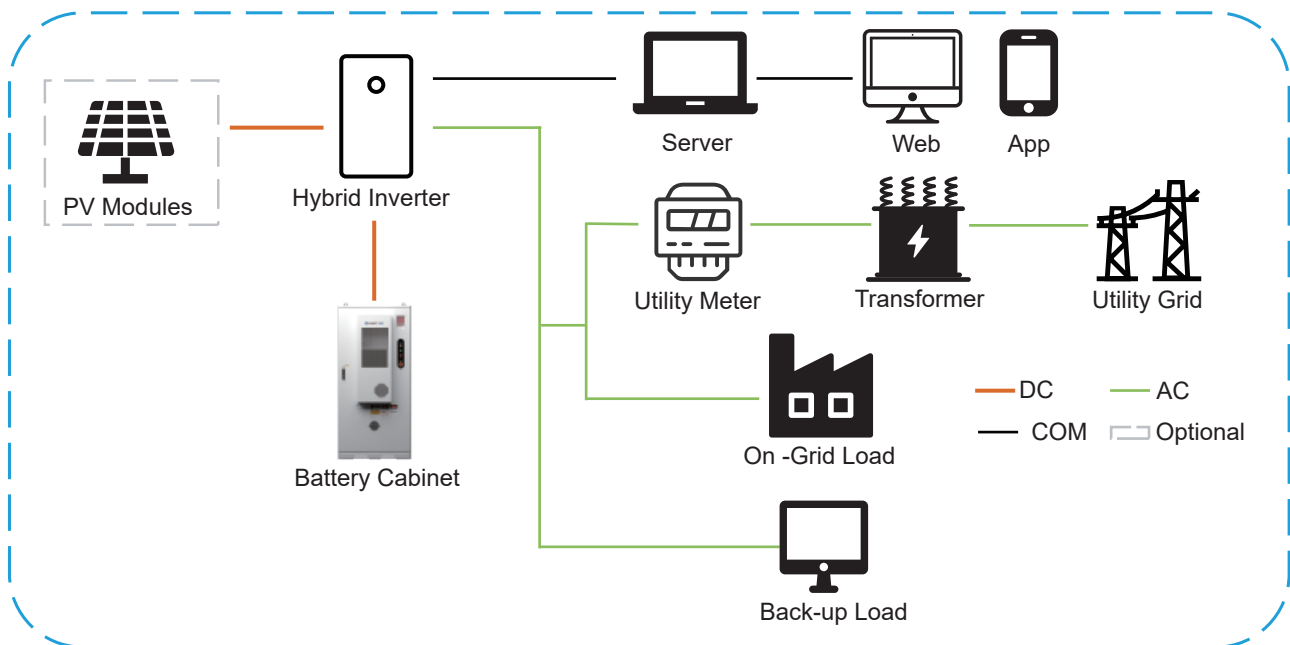 PV Modules
Hybrid Inverter
Server
Web
App
Utility Meter
Transformer
Utility Grid
Battery Cabinet
On -Grid Load
Back-up Load
DC
AC
COM
Optional